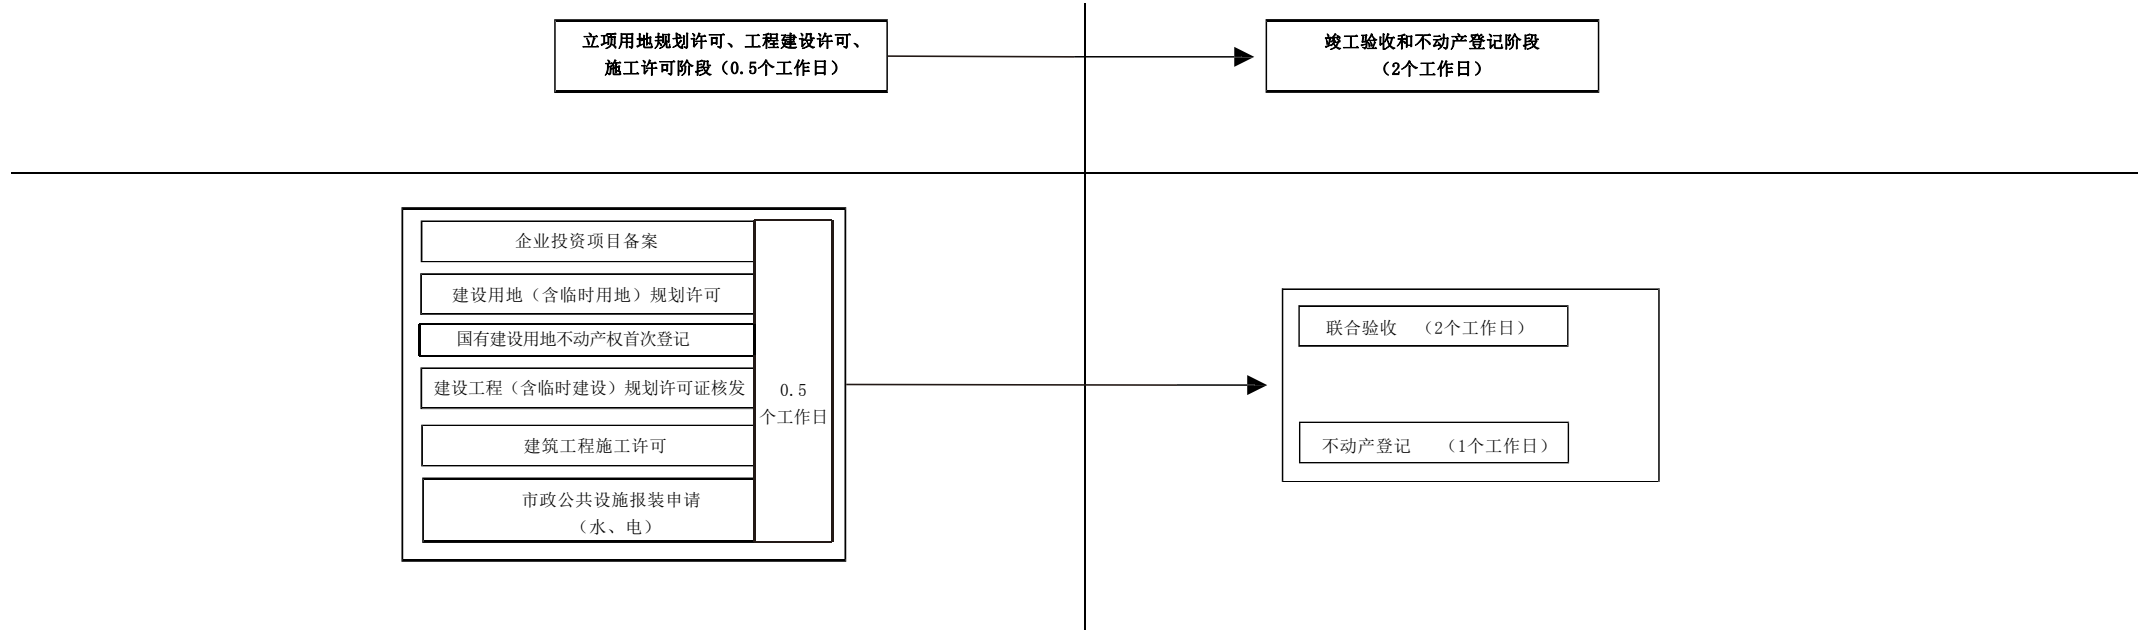 立项用地规划许可、工程建设许可、
施工许可阶段（0.5个工作日）
竣工验收和不动产登记阶段
（2个工作日）
企业投资项目备案
建设用地（含临时用地）规划许可
国有建设用地不动产权首次登记
建设工程（含临时建设）规划许可证核发
建筑工程施工许可
市政公共设施报装申请
（水、电）
0.5
个工作日
联合验收 （2个工作日）
不动产登记 （1个工作日）